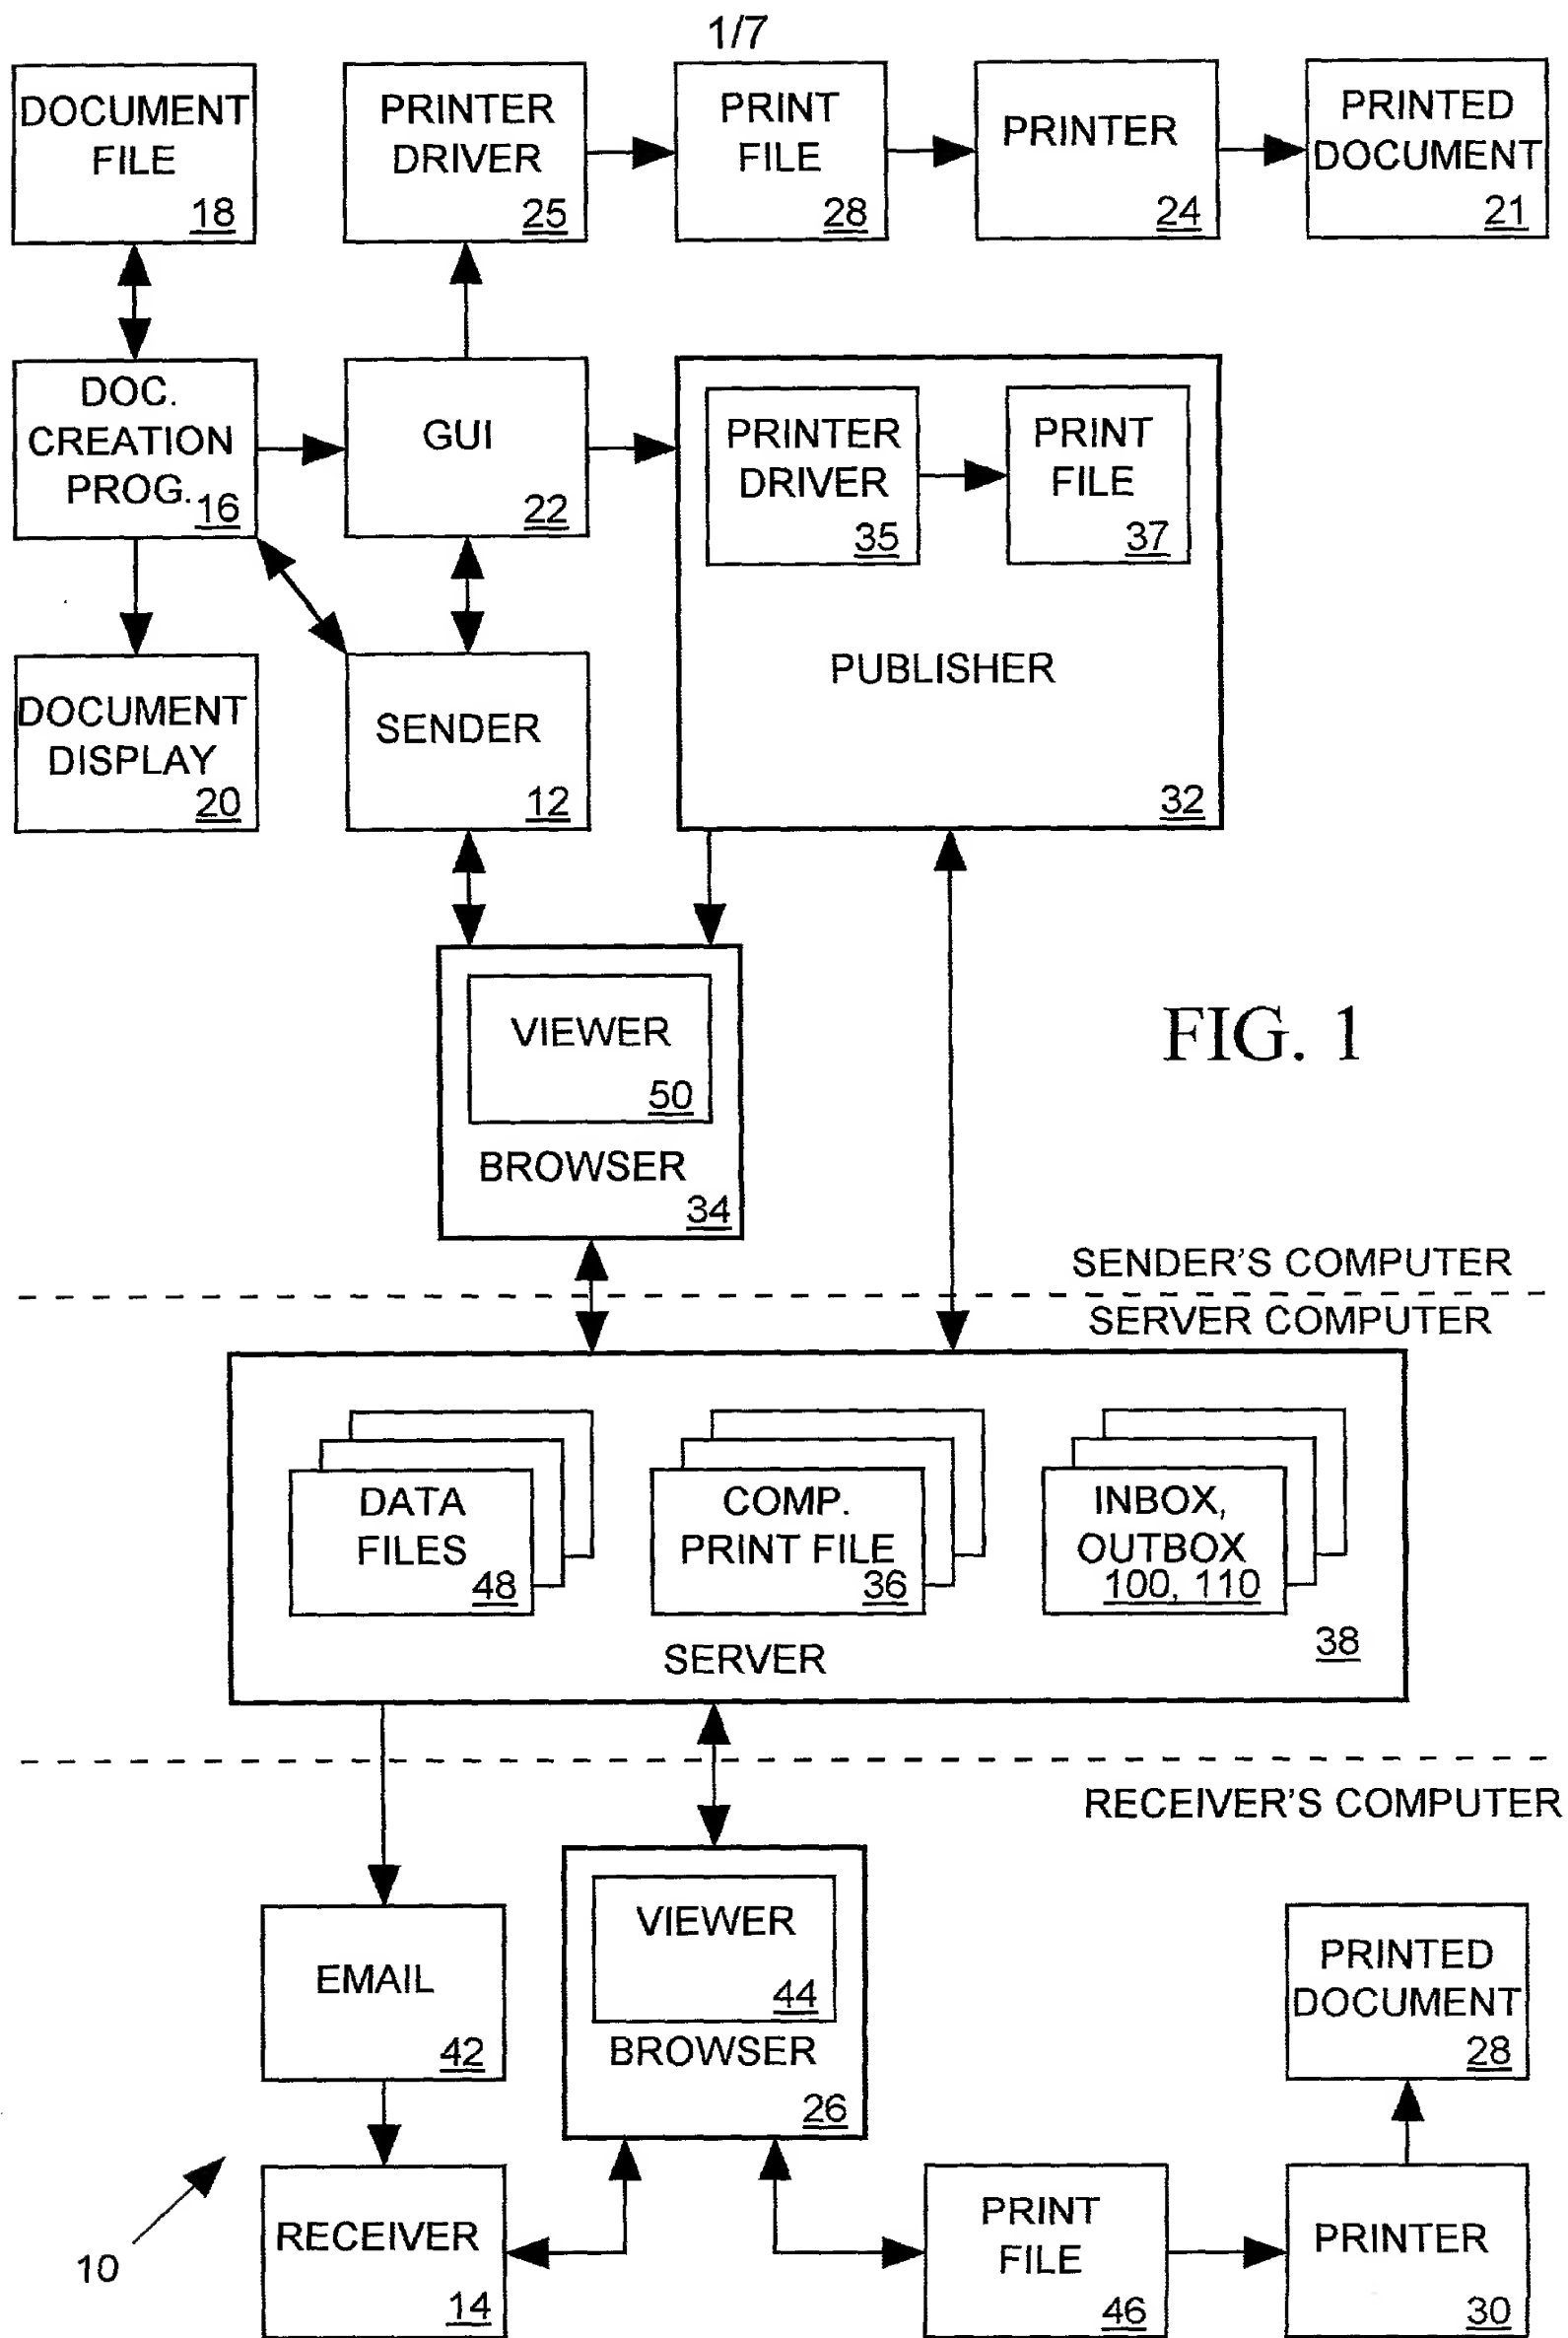 1/7
DOCUMENT
FILE
18
PRINTER
DRIVER
25
PRINT
FILE
28
PRINTER
24
PRINTED
DOCUMENT
21
DOC.
CREATION
PROG.
16
GUI
22
PRINTER
DRIVER
35
PRINT
FILE
37
PUBLISHER
32
DOCUMENT
DISPLAY
20
SENDER
12
VIEWER
50
BROWSER
34
FIG. 1
SENDER'S COMPUTER
SERVER COMPUTER
DATA
FILES
48
COMP.
PRINT FILE
36
INBOX,
OUTBOX
100, 110
SERVER
38
RECEIVER'S COMPUTER
EMAIL
42
VIEWER
44
BROWSER
26
PRINTED
DOCUMENT
28
10
RECEIVER
14
PRINT
FILE
46
PRINTER
30